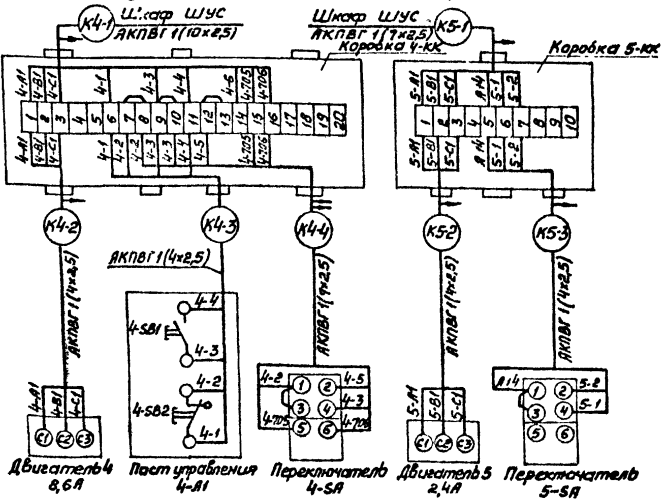 К4-1
Шкаф ШУС
АКПВГ 1(10×2,5)
Коробка 4-КК
Шкаф ШУС
АКПВГ 1(7×2,5)
К5-1
Коробка 5-КК
4-А1
4-В1
4-С1
4-1
4-3
4-4
4-6
4-705
4-706
1 2 3 4 5 6 7 8 9 10 11 12 13 14 15 16 17 18 19 20
4-А1
4-В1
4-С1
4-1
4-2
4-2
4-3
4-3
4-4
4-5
4-705
4-706
5-А1
5-В1
5-С1
А14
5-1
5-2
1 2 3 4 5 6 7 8 9 10
5-А1
5-В1
5-С1
А14
5-1
5-2
К4-2
К4-3
К4-4
К5-2
К5-3
АКПВГ 1(4×2,5)
АКПВГ 1(4×2,5)
АКПВГ 1(7×2,5)
АКПВГ 1(4×2,5)
АКПВГ 1(4×2,5)
4-4
4-SB1
4-3
4-2
4-SB2
4-1
4-А1
4-В1
4-С1
С1 С2 С3
4-2
4-705
1 2
3 4
5 6
4-5
4-3
4-706
5-А1
5-В1
5-С1
С1 С2 С3
А14
1 2
3 4
5 6
5-2
5-1
Двигатель 4
8,6А
Пост управления
4-А1
Переключатель
4-SA
Двигатель 5
2,4А
Переключатель
5-SA